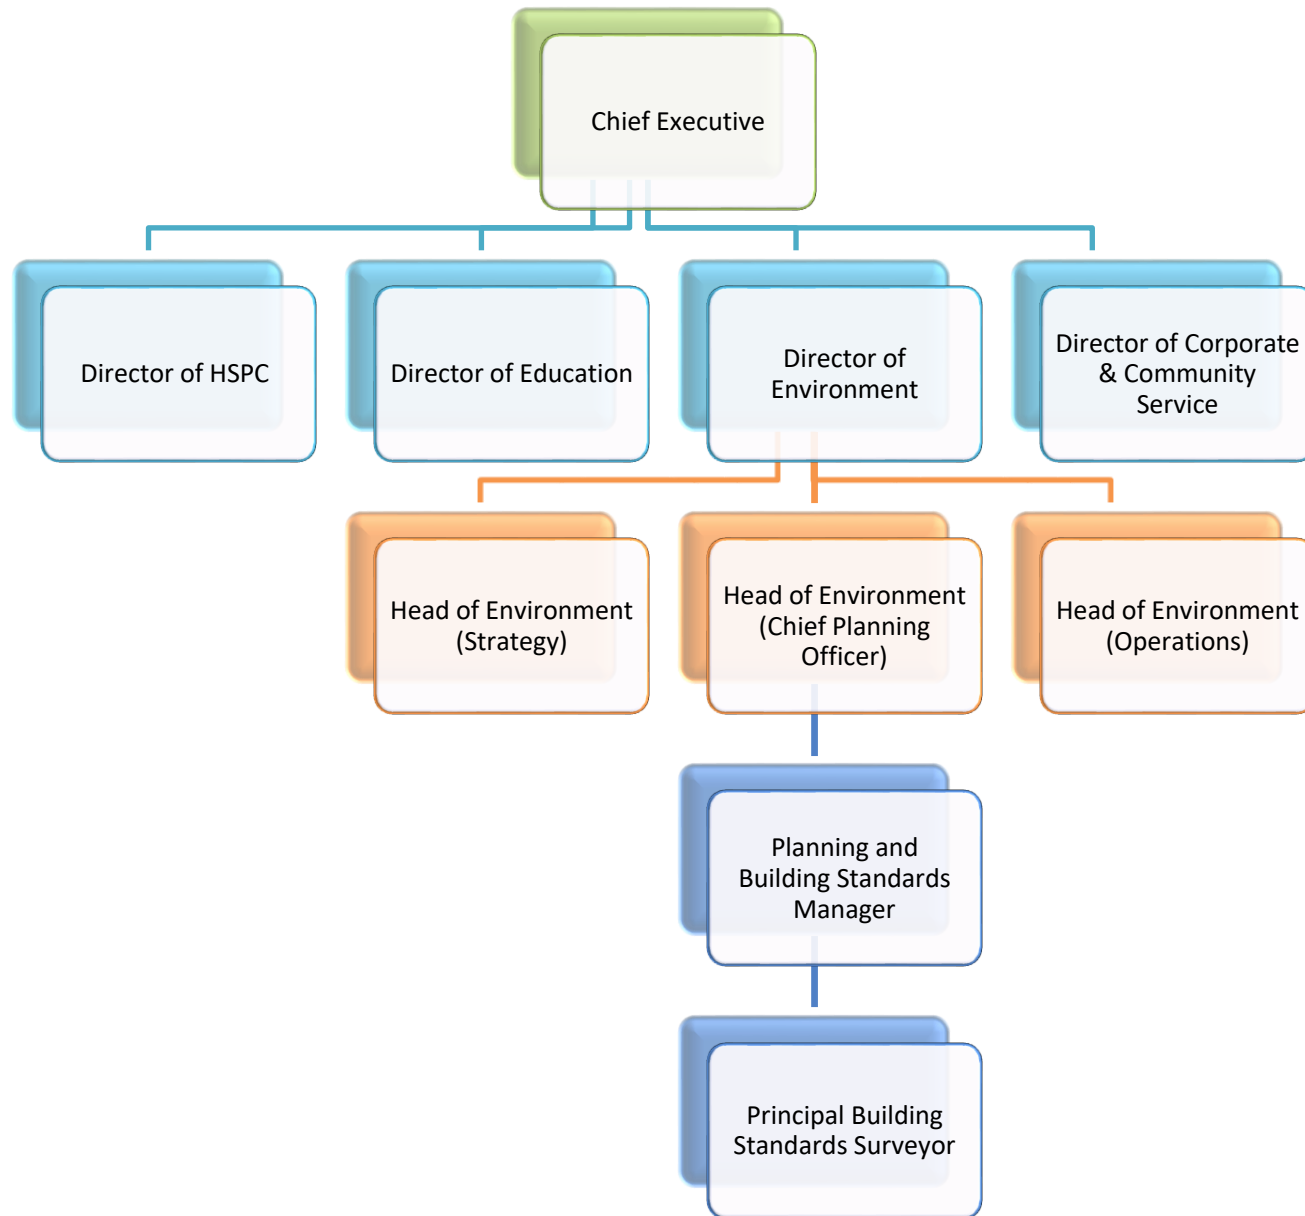 Chief Executive
Director of HSPC
Director of Education
Director of
Environment
Director of Corporate
& Community
Service
Head of Environment
(Strategy)
Head of Environment
(Chief Planning
Officer)
Head of Environment
(Operations)
Planning and
Building Standards
Manager
Principal Building
Standards Surveyor